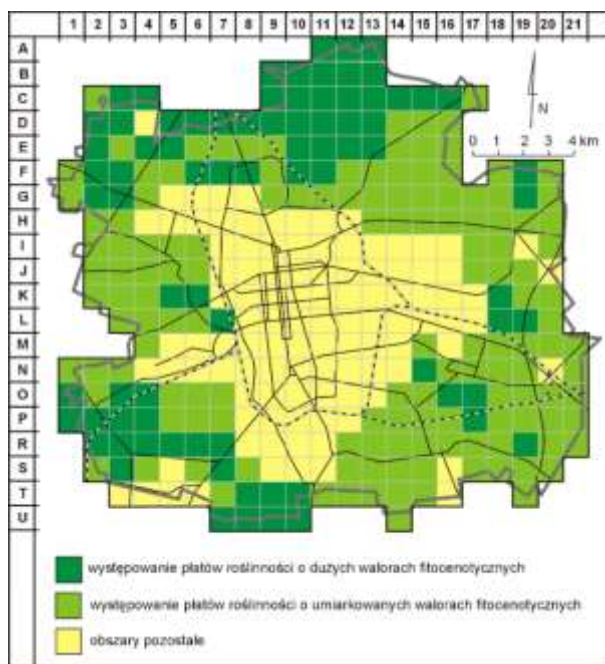 1 2 3 4 5 6 7 8 9 10 11 12 13 14 15 16 17 18 19 20 21
A
B
C
D
E
F
G
H
I
J
K
L
M
N
O
P
R
S
T
U
N
0 2 4 km
występowanie płatów roślinności o dużych walorach fitocenotycznych
występowanie płatów roślinności o umiarkowanych walorach fitocenotycznych
obszary pozostałe